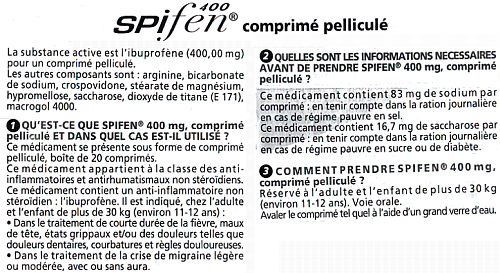 SPifen® 400 comprimé pelliculé
La substance active est l'ibuprofène (400,00 mg)
pour un comprimé pelliculé.
Les autres composants sont : arginine, bicarbonate
de sodium, crospovidone, stéarate de magnésium,
hypromellose, saccharose, dioxyde de titane (E 171),
macrogol 4000.
1 QU'EST-CE QUE SPIFEN® 400 mg, comprimé
pelliculé ET DANS QUEL CAS EST-IL UTILISÉ ?
Ce médicament se présente sous forme de comprimé
pelliculé, boîte de 20 comprimés.
Ce médicament appartient à la classe des anti-
inflammatoires et antirhumatismaux non stéroïdiens.
Ce médicament contient un anti-inflammatoire non
stéroïdien : l'ibuprofène. Il est indiqué, chez l'adulte
et l'enfant de plus de 30 kg (environ 11-12 ans) :
• Dans le traitement de courte durée de la fièvre, maux
de tête, états grippaux et/ou des douleurs telles que
douleurs dentaires, courbatures et règles douloureuses.
• Dans le traitement de la crise de migraine légère
ou modérée, avec ou sans aura.
2 QUELLES SONT LES INFORMATIONS NECESSAIRES
AVANT DE PRENDRE SPIFEN® 400 mg, comprimé
pelliculé ?
Ce médicament contient 83 mg de sodium par
comprimé : en tenir compte dans la ration journalière
en cas de régime pauvre en sel.
Ce médicament contient 16,7 mg de saccharose par
comprimé : en tenir compte dans la ration journalière
en cas de régime pauvre en sucre ou de diabète.
3 COMMENT PRENDRE SPIFEN® 400 mg,
comprimé pelliculé ?
Réservé à l'adulte et l'enfant de plus de 30 kg
(environ 11-12 ans). Voie orale.
Avaler le comprimé tel quel à l'aide d'un grand verre d'eau.